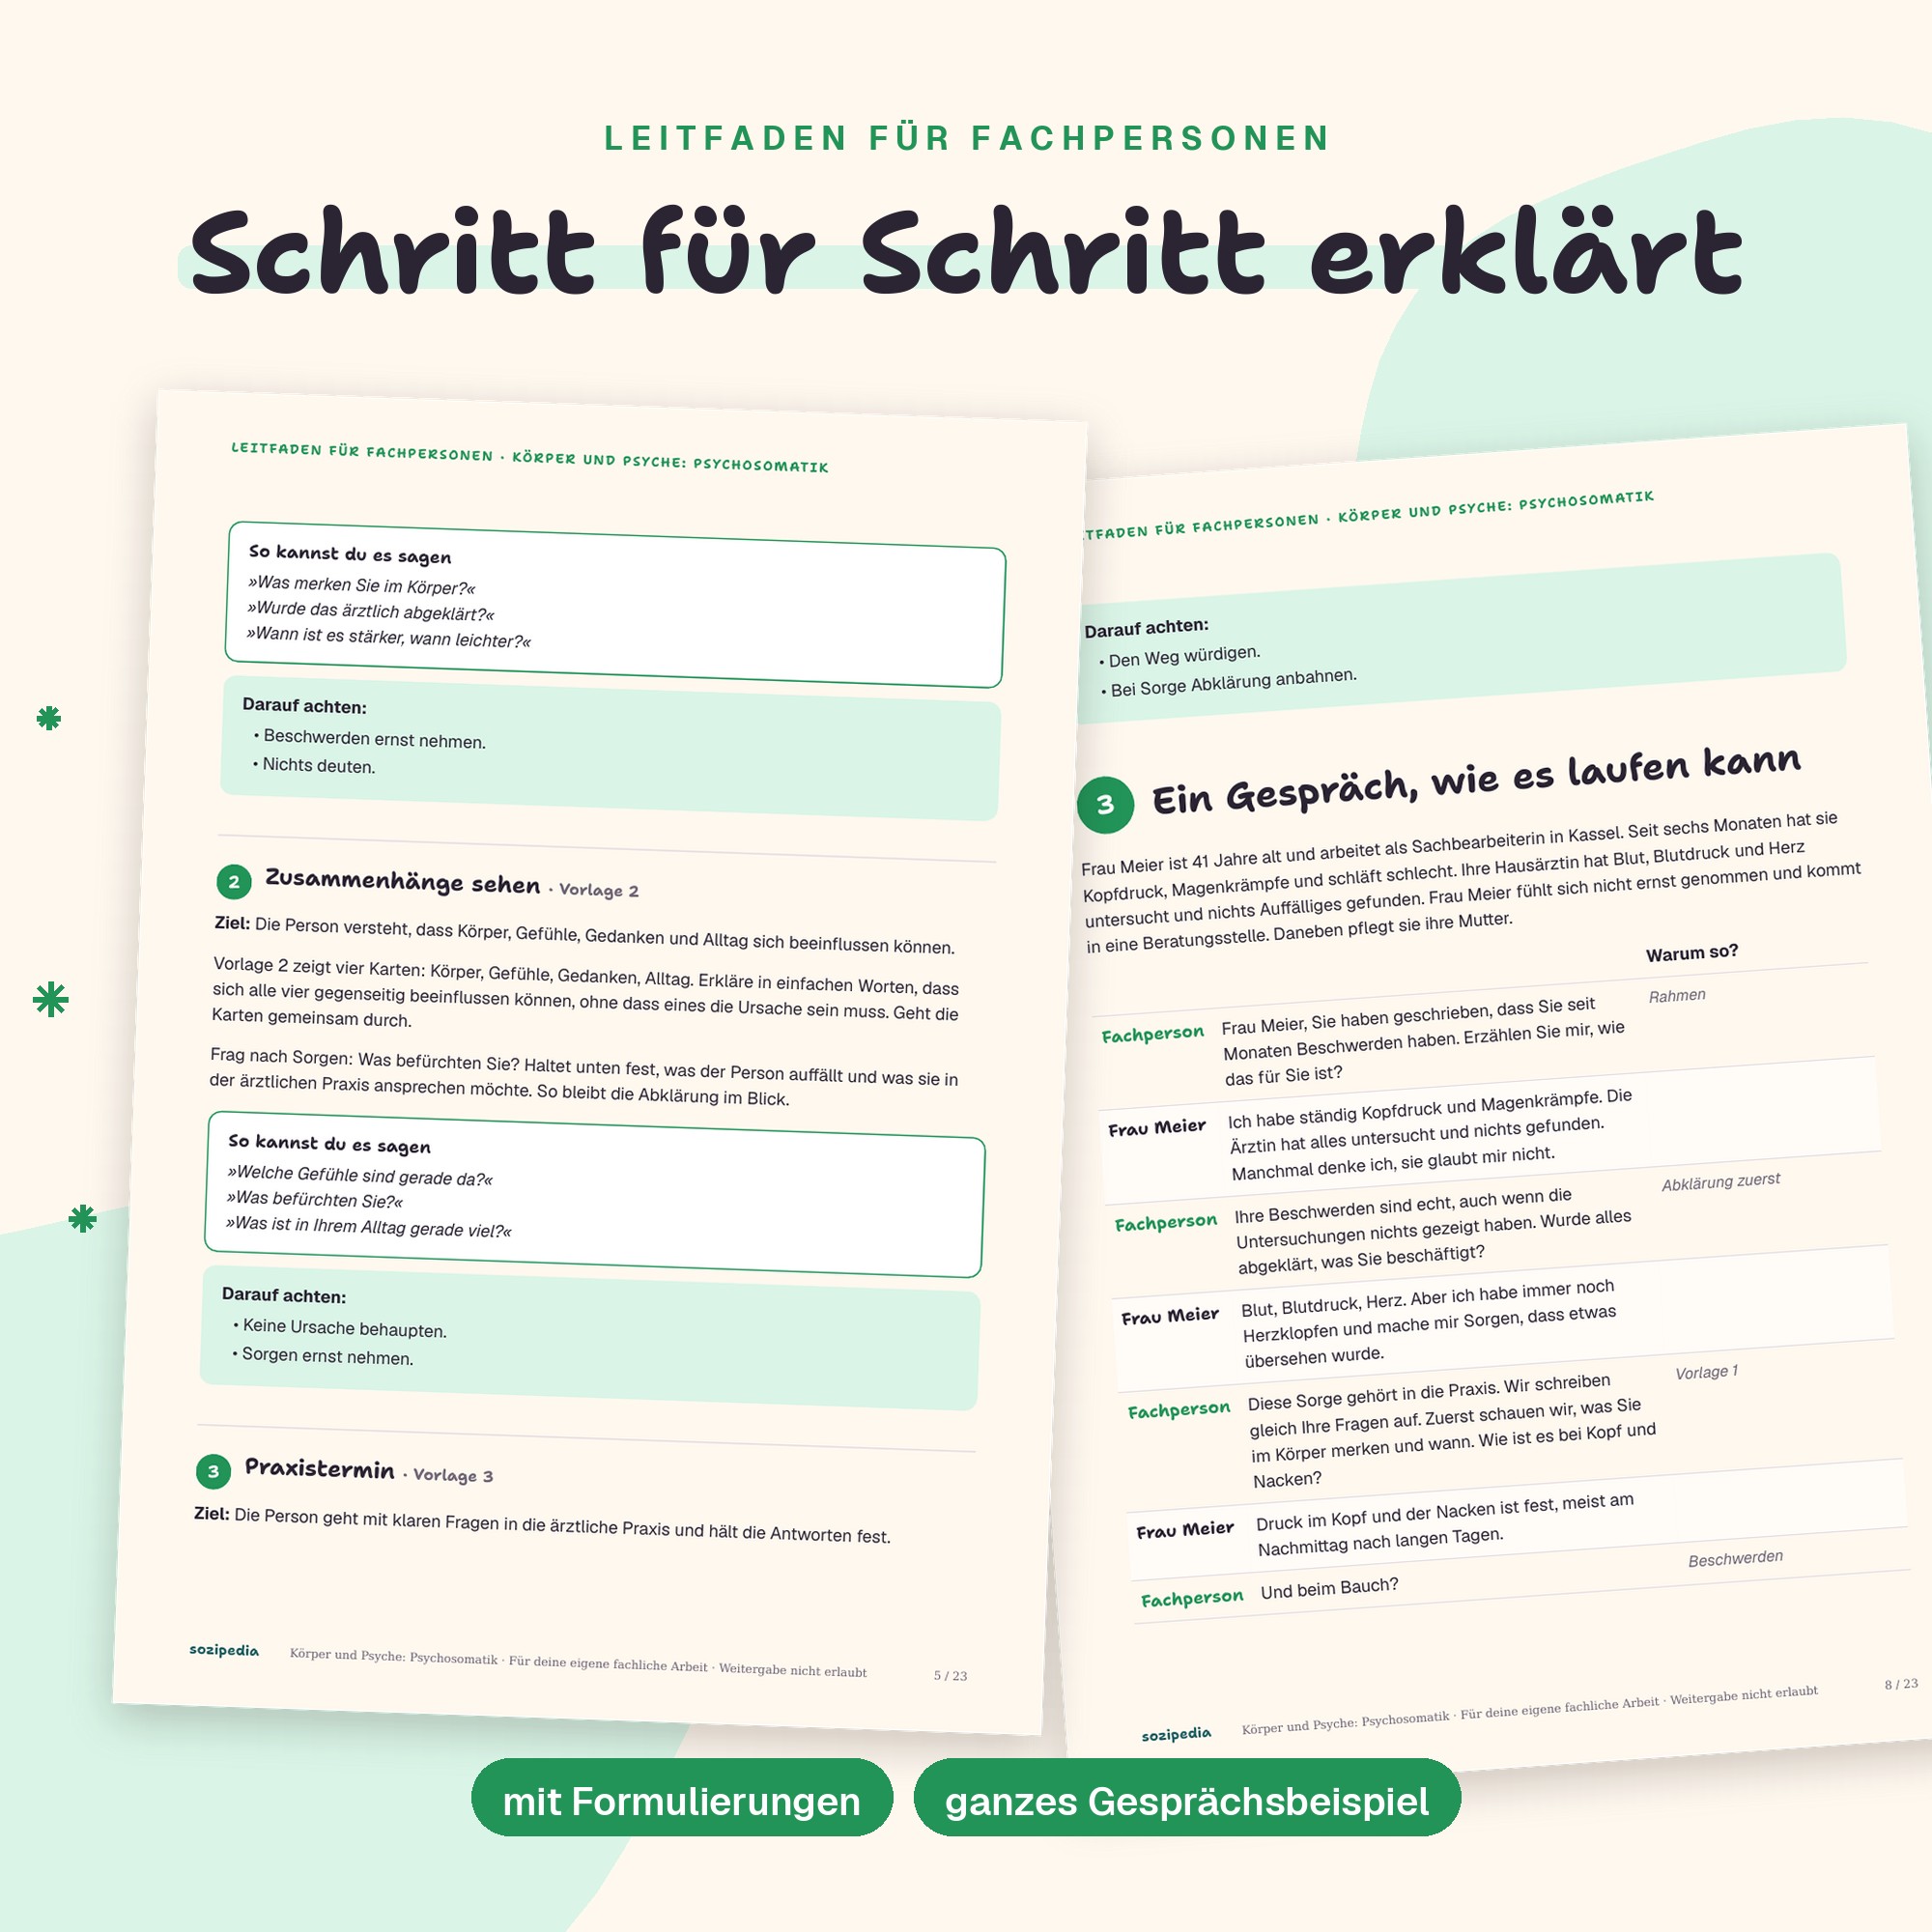 LEITFADEN FÜR FACHPERSONEN
Schritt für Schritt erklärt
LEITFADEN FÜR FACHPERSONEN · KÖRPER UND PSYCHE: PSYCHOSOMATIK
So kannst du es sagen
»Was merken Sie im Körper?«
»Wurde das ärztlich abgeklärt?«
»Wann ist es stärker, wann leichter?«
Darauf achten:
• Beschwerden ernst nehmen.
• Nichts deuten.
2 Zusammenhänge sehen · Vorlage 2
Ziel: Die Person versteht, dass Körper, Gefühle, Gedanken und Alltag sich beeinflussen können.
Vorlage 2 zeigt vier Karten: Körper, Gefühle, Gedanken, Alltag. Erkläre in einfachen Worten, dass
sich alle vier gegenseitig beeinflussen können, ohne dass eines die Ursache sein muss. Geht die
Karten gemeinsam durch.
Frag nach Sorgen: Was befürchten Sie? Haltet unten fest, was der Person auffällt und was sie in
der ärztlichen Praxis ansprechen möchte. So bleibt die Abklärung im Blick.
So kannst du es sagen
»Welche Gefühle sind gerade da?«
»Was befürchten Sie?«
»Was ist in Ihrem Alltag gerade viel?«
Darauf achten:
• Keine Ursache behaupten.
• Sorgen ernst nehmen.
3 Praxistermin · Vorlage 3
Ziel: Die Person geht mit klaren Fragen in die ärztliche Praxis und hält die Antworten fest.
sozipedia Körper und Psyche: Psychosomatik · Für deine eigene fachliche Arbeit · Weitergabe nicht erlaubt 5 / 23
TFADEN FÜR FACHPERSONEN · KÖRPER UND PSYCHE: PSYCHOSOMATIK
Darauf achten:
• Den Weg würdigen.
• Bei Sorge Abklärung anbahnen.
3 Ein Gespräch, wie es laufen kann
Frau Meier ist 41 Jahre alt und arbeitet als Sachbearbeiterin in Kassel. Seit sechs Monaten hat sie
Kopfdruck, Magenkrämpfe und schläft schlecht. Ihre Hausärztin hat Blut, Blutdruck und Herz
untersucht und nichts Auffälliges gefunden. Frau Meier fühlt sich nicht ernst genommen und kommt
in eine Beratungsstelle. Daneben pflegt sie ihre Mutter.
Warum so?
Fachperson Frau Meier, Sie haben geschrieben, dass Sie seit Rahmen
Monaten Beschwerden haben. Erzählen Sie mir, wie
das für Sie ist?
Frau Meier Ich habe ständig Kopfdruck und Magenkrämpfe. Die
Ärztin hat alles untersucht und nichts gefunden.
Manchmal denke ich, sie glaubt mir nicht.
Fachperson Ihre Beschwerden sind echt, auch wenn die Abklärung zuerst
Untersuchungen nichts gezeigt haben. Wurde alles
abgeklärt, was Sie beschäftigt?
Frau Meier Blut, Blutdruck, Herz. Aber ich habe immer noch
Herzklopfen und mache mir Sorgen, dass etwas
übersehen wurde.
Fachperson Diese Sorge gehört in die Praxis. Wir schreiben Vorlage 1
gleich Ihre Fragen auf. Zuerst schauen wir, was Sie
im Körper merken und wann. Wie ist es bei Kopf und
Nacken?
Frau Meier Druck im Kopf und der Nacken ist fest, meist am
Nachmittag nach langen Tagen.
Fachperson Und beim Bauch? Beschwerden
sozipedia Körper und Psyche: Psychosomatik · Für deine eigene fachliche Arbeit · Weitergabe nicht erlaubt 8 / 23
mit Formulierungen
ganzes Gesprächsbeispiel